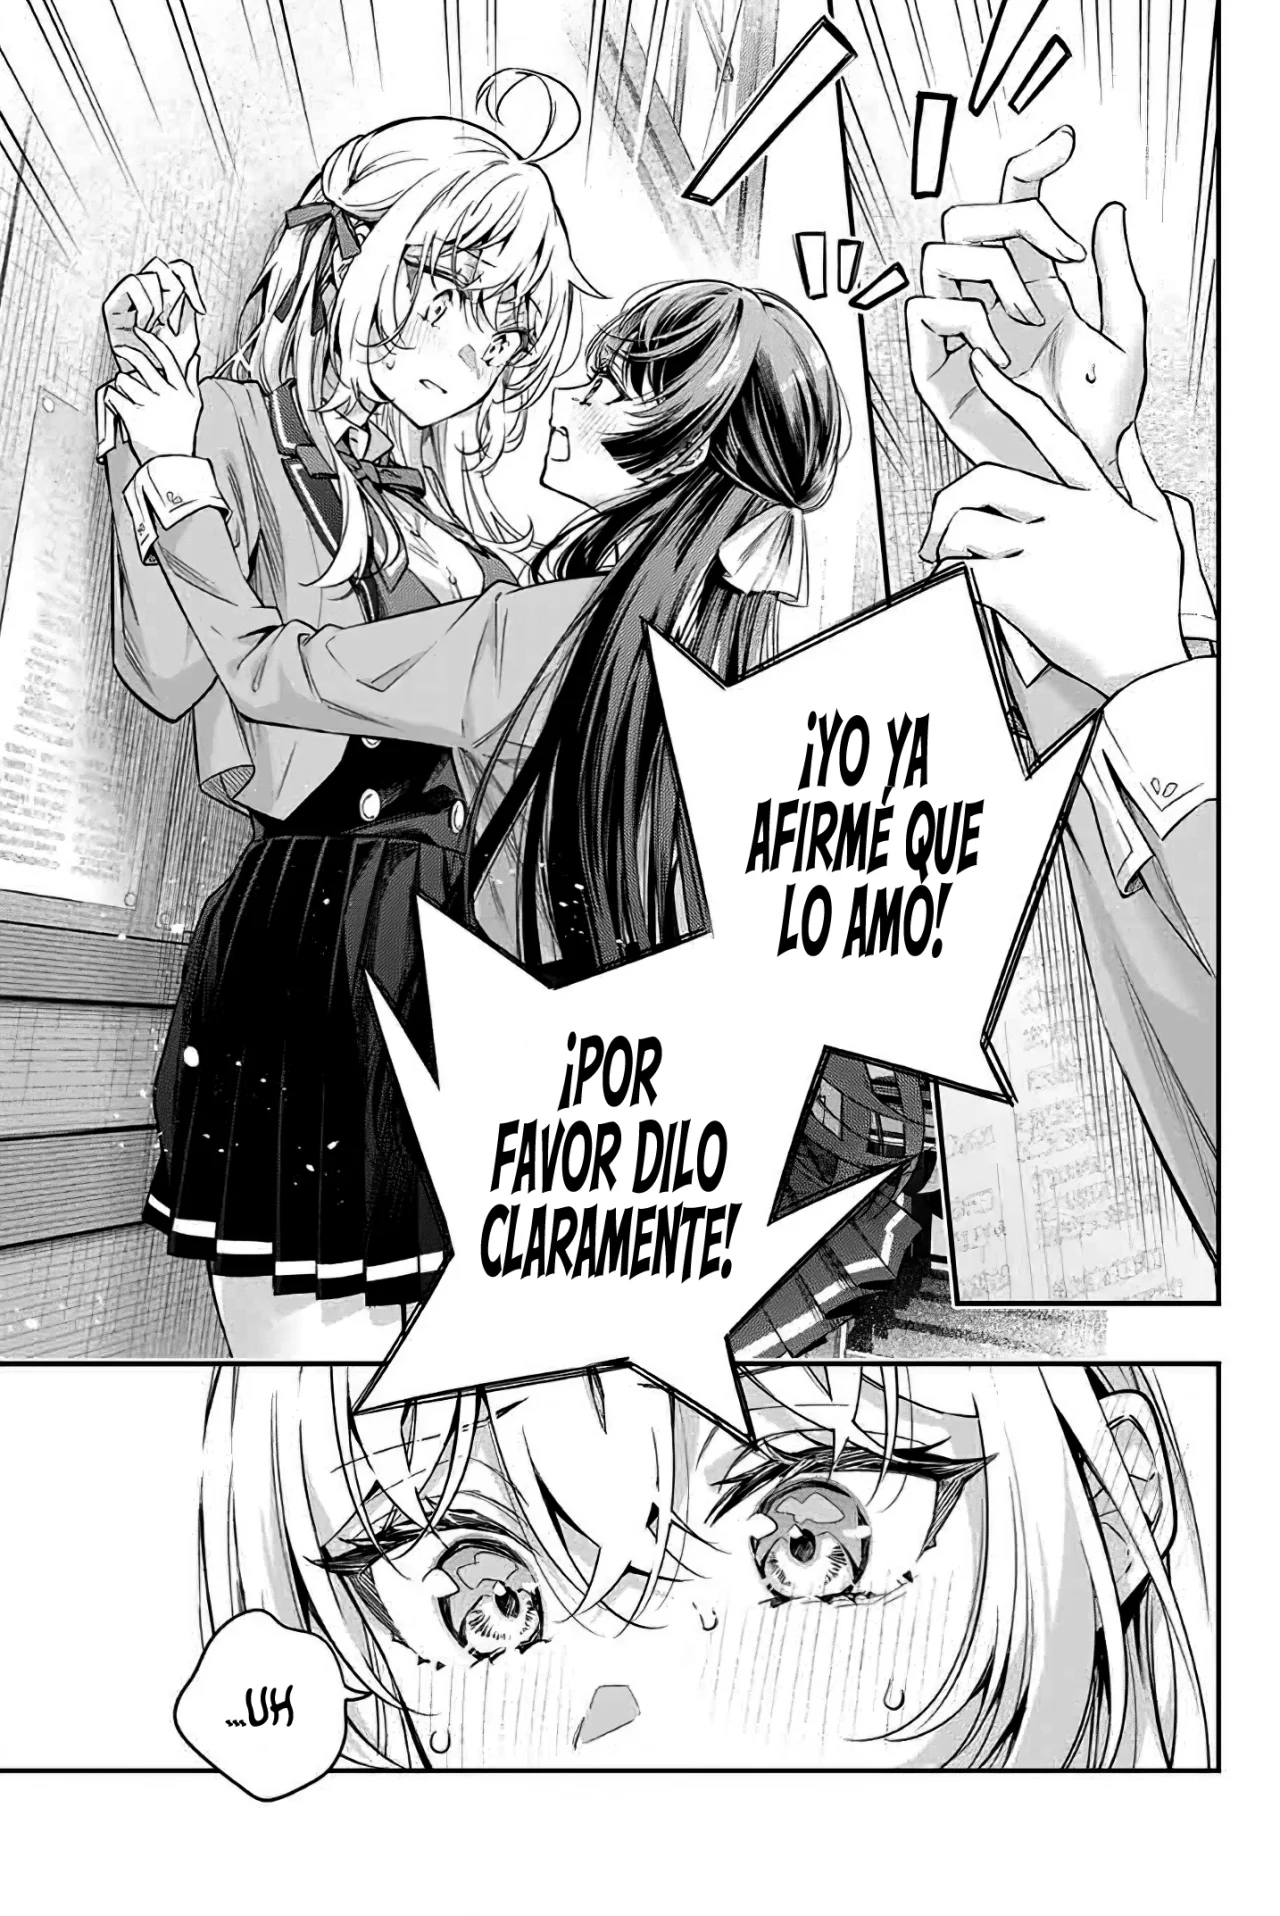 ¡YO YA
AFIRMÉ QUE
LO AMO!
¡POR
FAVOR DILO
CLARAMENTE!
...UH